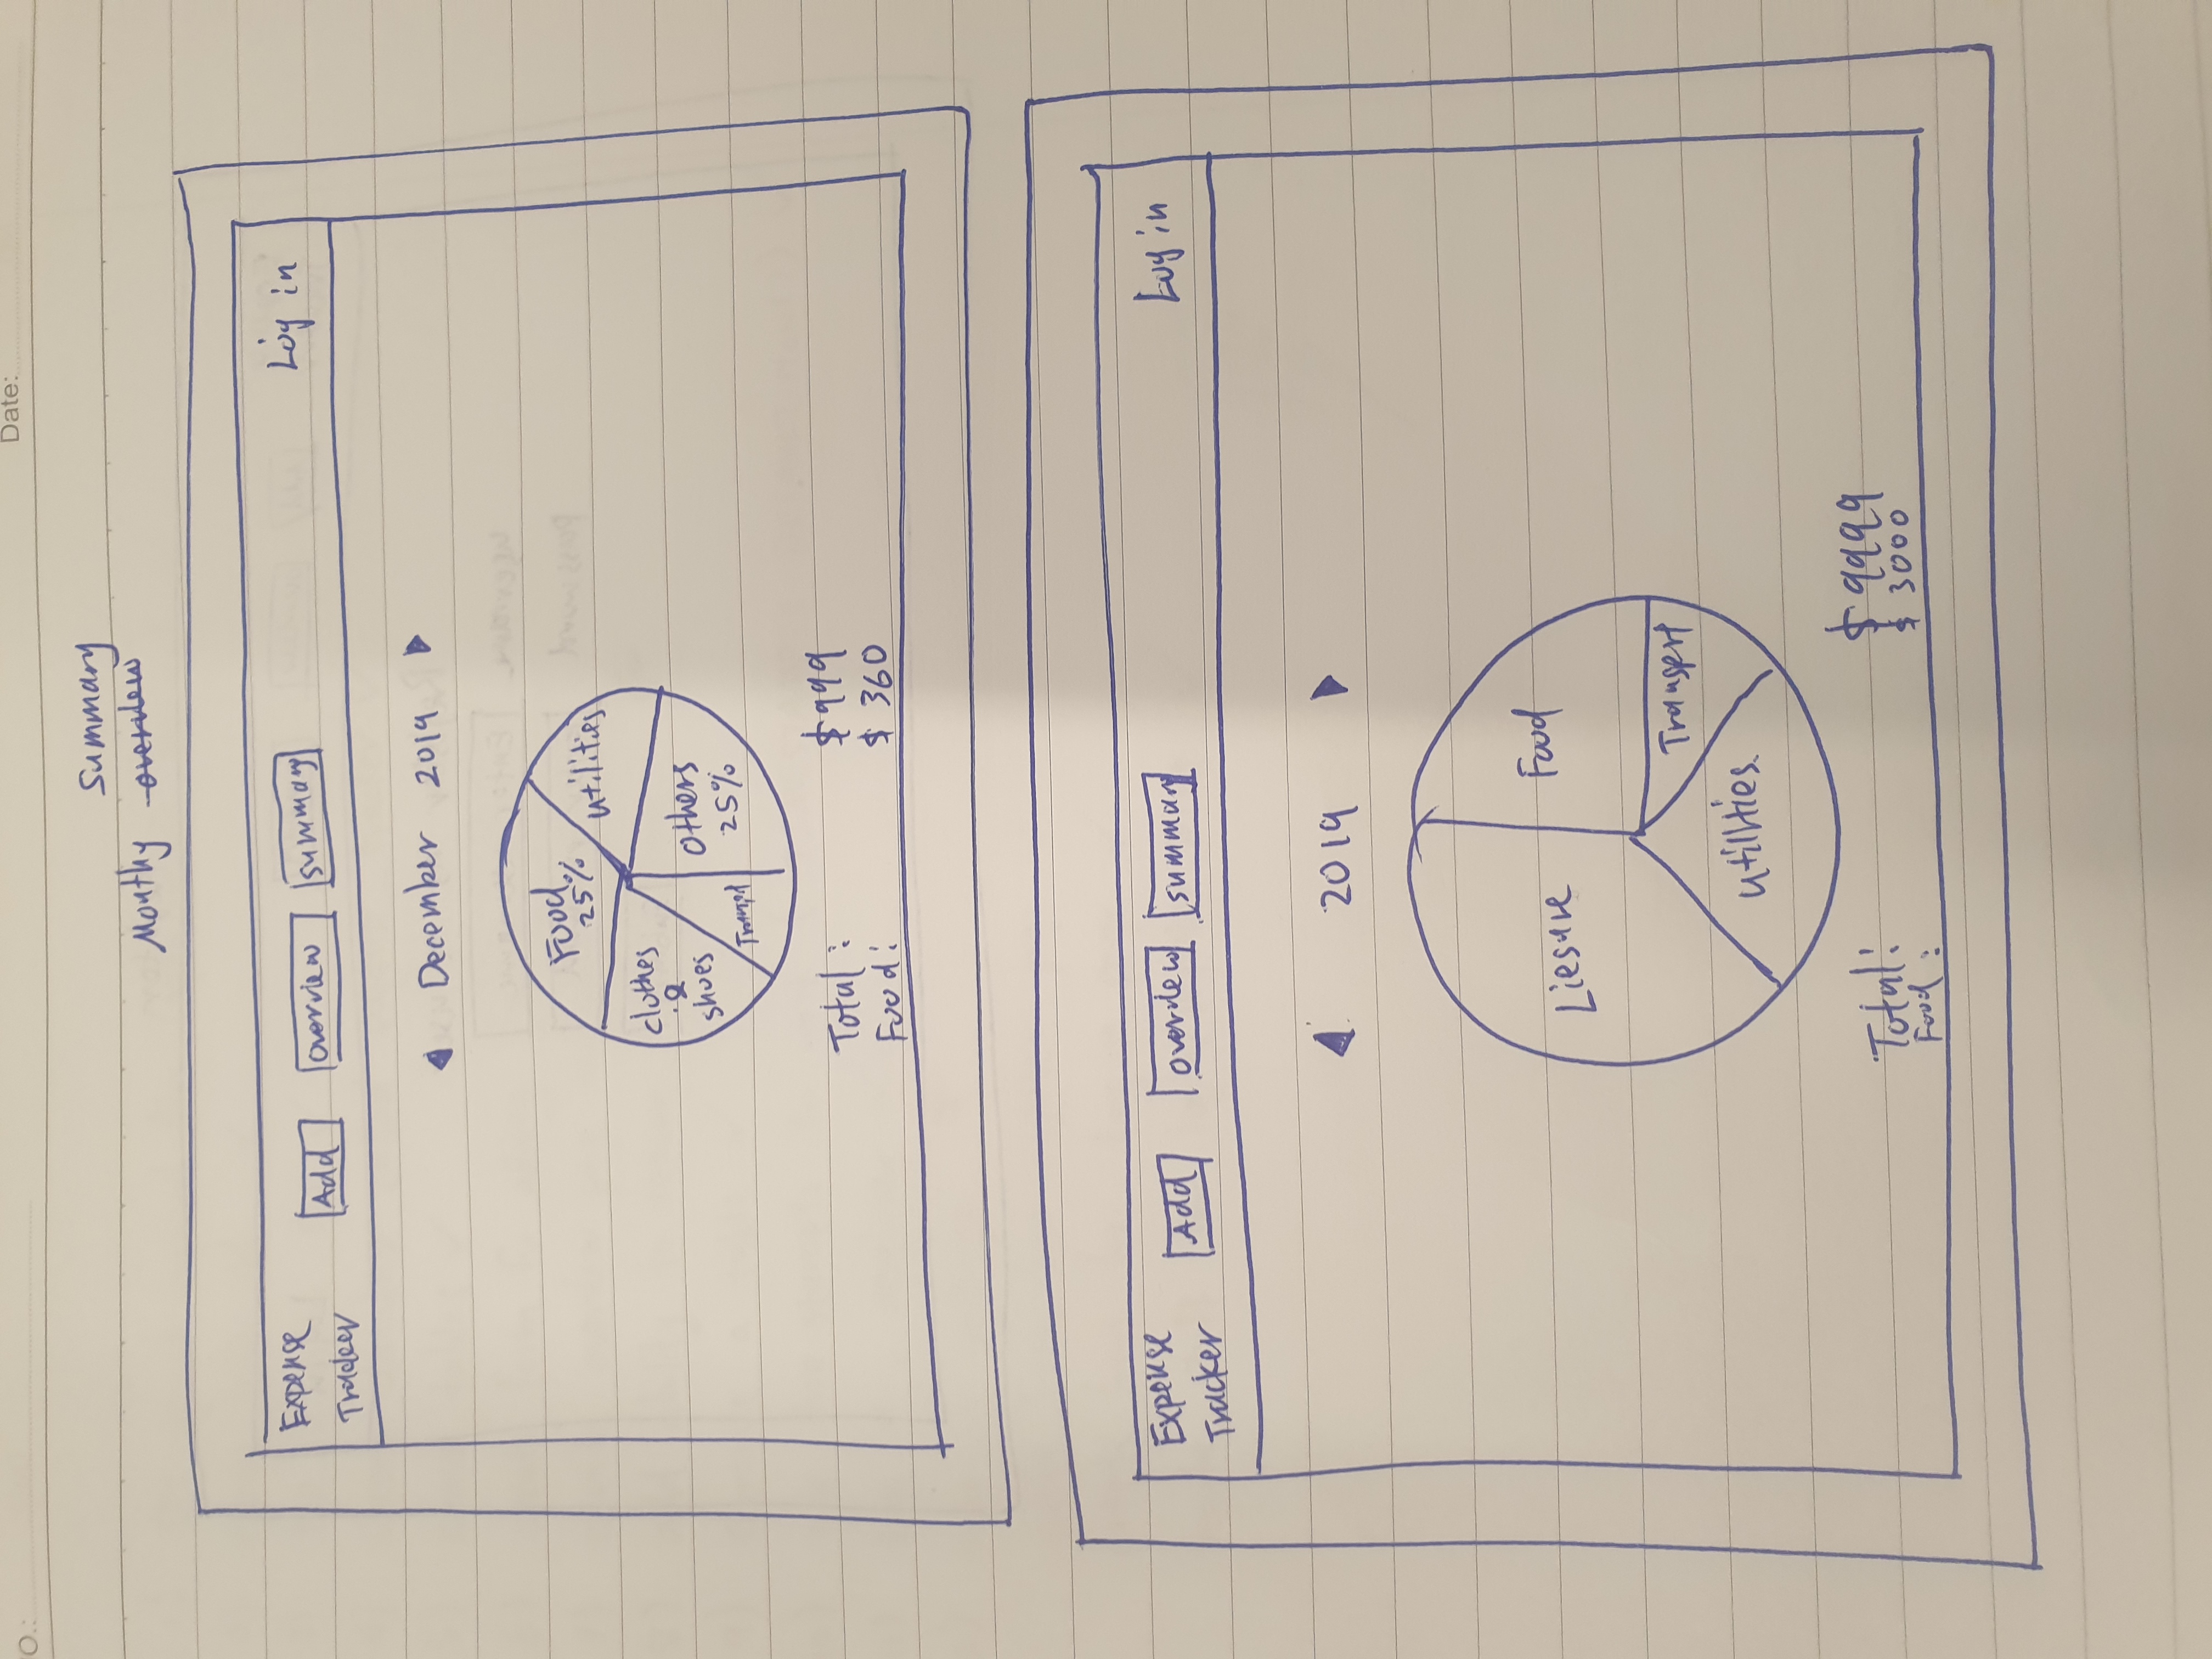 O.:
Date:
Summary
Monthy overview
Expense
Tracker
Add
overview
summary
Log in
December 2019
Food
25%
utilities
clothes
&
shoes
Others
25%
Total : $ 999
Food : $ 360
Expense
Tracker
Add
overview
summary
Log in
2019
Liesure
Food
Transport
utilities
Total : $ 9999
Food : $ 3000